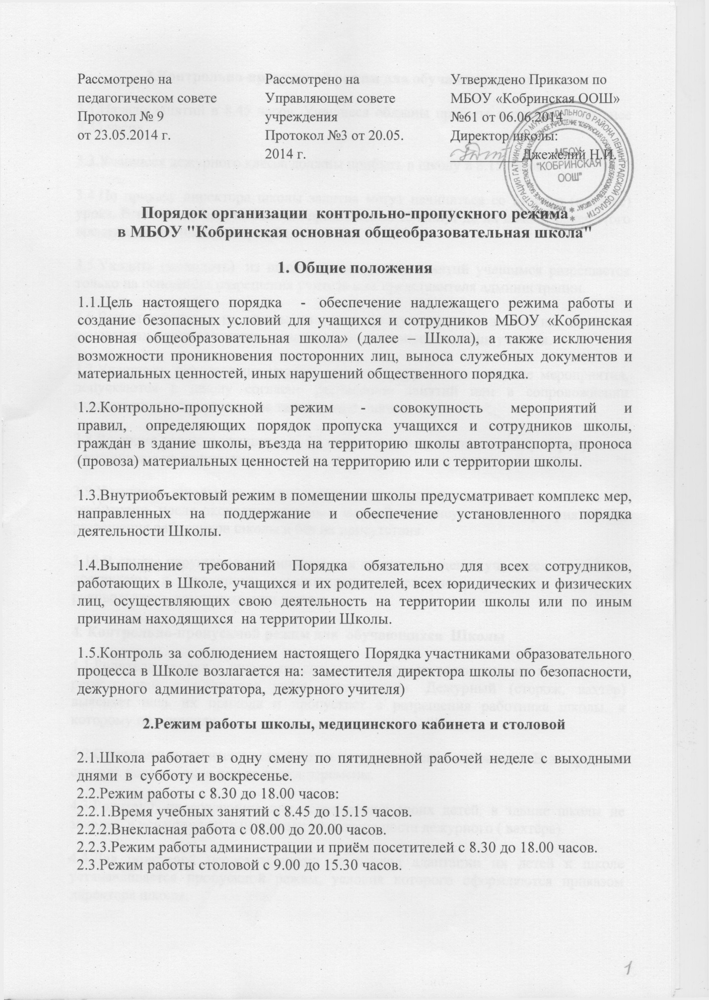 Рассмотрено на
педагогическом совете
Протокол № 9
от 23.05.2014 г.
Рассмотрено на
Управляющем совете
учреждения
Протокол №3 от 20.05.
2014 г.
Утверждено Приказом по
МБОУ «Кобринская ООШ»
№61 от 06.06.2014
Директор школы:
Джежелий Н.И.
МБОУ
"КОБРИНСКАЯ
ООШ"
Порядок организации контрольно-пропускного режима
в МБОУ "Кобринская основная общеобразовательная школа"
1. Общие положения
1.1.Цель настоящего порядка - обеспечение надлежащего режима работы и
создание безопасных условий для учащихся и сотрудников МБОУ «Кобринская
основная общеобразовательная школа» (далее – Школа), а также исключения
возможности проникновения посторонних лиц, выноса служебных документов и
материальных ценностей, иных нарушений общественного порядка.
1.2.Контрольно-пропускной режим - совокупность мероприятий и
правил, определяющих порядок пропуска учащихся и сотрудников школы,
граждан в здание школы, въезда на территорию школы автотранспорта, проноса
(провоза) материальных ценностей на территорию или с территории школы.
1.3.Внутриобъектовый режим в помещении школы предусматривает комплекс мер,
направленных на поддержание и обеспечение установленного порядка
деятельности Школы.
1.4.Выполнение требований Порядка обязательно для всех сотрудников,
работающих в Школе, учащихся и их родителей, всех юридических и физических
лиц, осуществляющих свою деятельность на территории школы или по иным
причинам находящихся на территории Школы.
1.5.Контроль за соблюдением настоящего Порядка участниками образовательного
процесса в Школе возлагается на: заместителя директора школы по безопасности,
дежурного администратора, дежурного учителя)
2.Режим работы школы, медицинского кабинета и столовой
2.1.Школа работает в одну смену по пятидневной рабочей неделе с выходными
днями в субботу и воскресенье.
2.2.Режим работы с 8.30 до 18.00 часов:
2.2.1.Время учебных занятий с 8.45 до 15.15 часов.
2.2.2.Внекласная работа с 08.00 до 20.00 часов.
2.2.3.Режим работы администрации и приём посетителей с 8.30 до 18.00 часов.
2.3.Режим работы столовой с 9.00 до 15.30 часов.
1